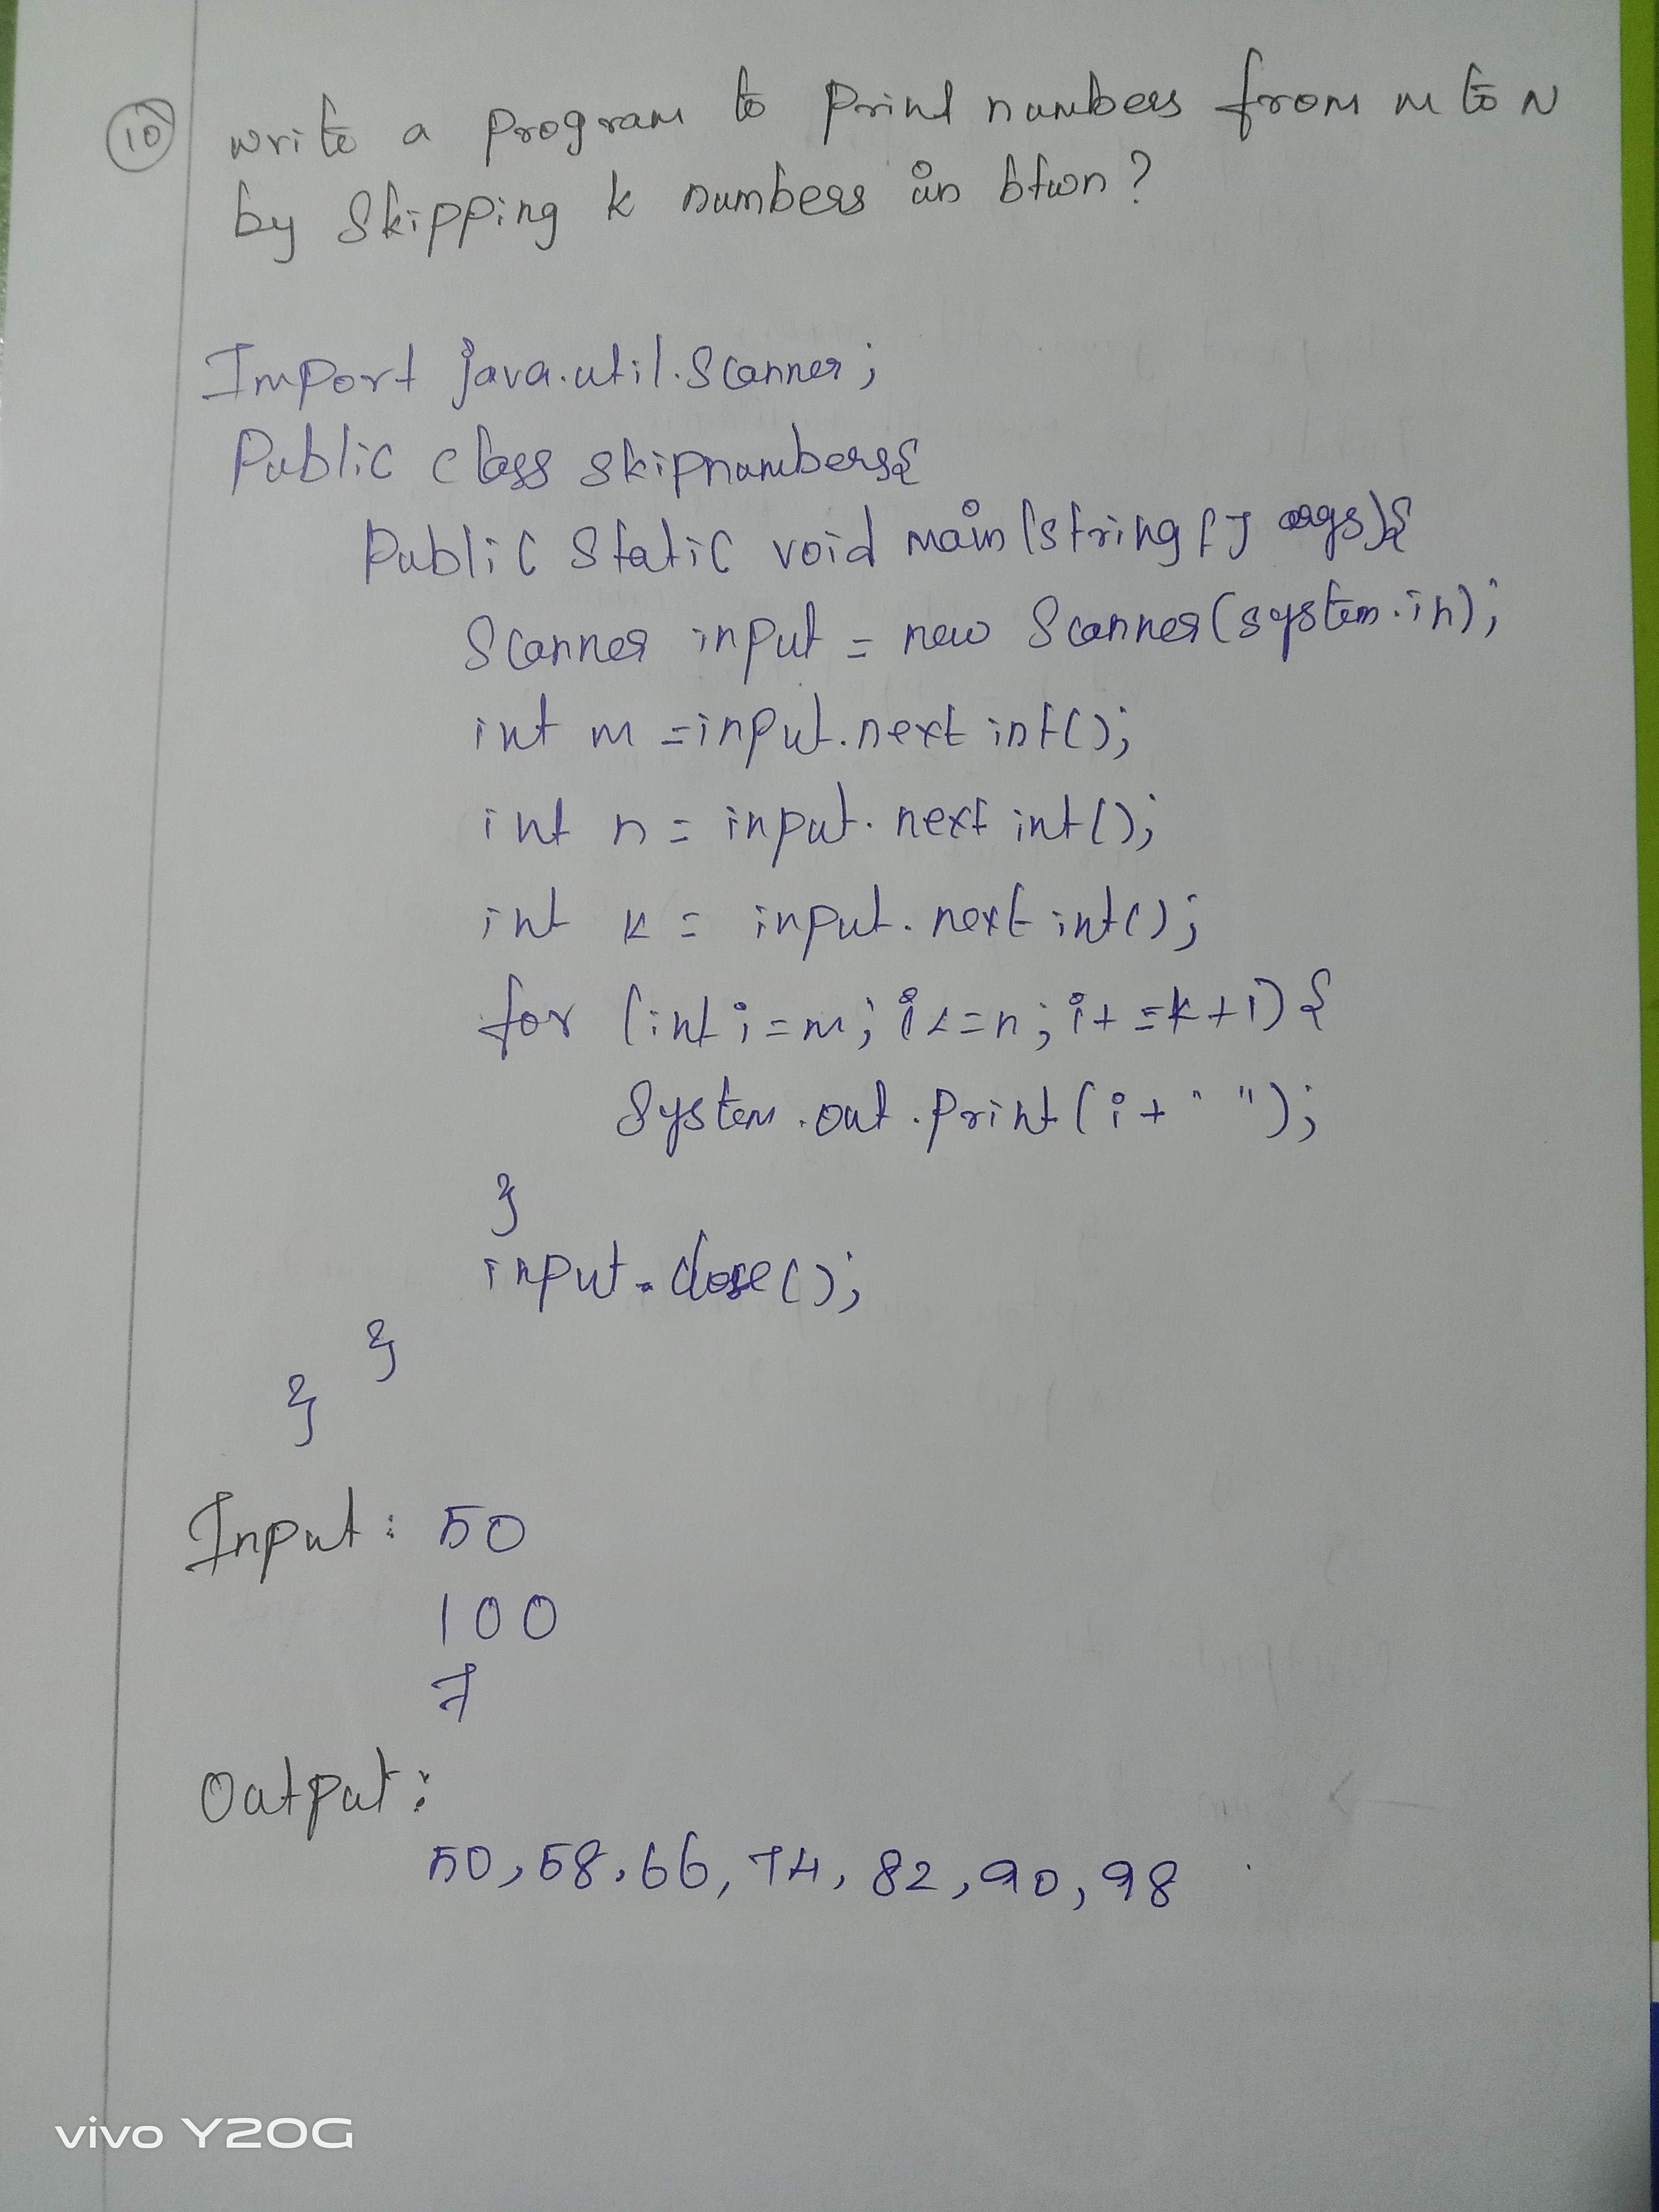 10 write a program to Print numbers from m to N
by Skipping k numbers in btwn?
Import java.util.Scanner;
Public class skipnumbers{
Public Static void main (string [] args){
Scanner input = new Scanner(system.in);
int m =input.next int();
int n = input.next int();
int k = input.next int();
for (int i=m; i<=n; i+=k+1) {
System.out.print(i+" ");
}
input.close();
}
}
Input: 50
100
7
Output:
50, 58, 66, 74, 82, 90, 98
vivo Y20G